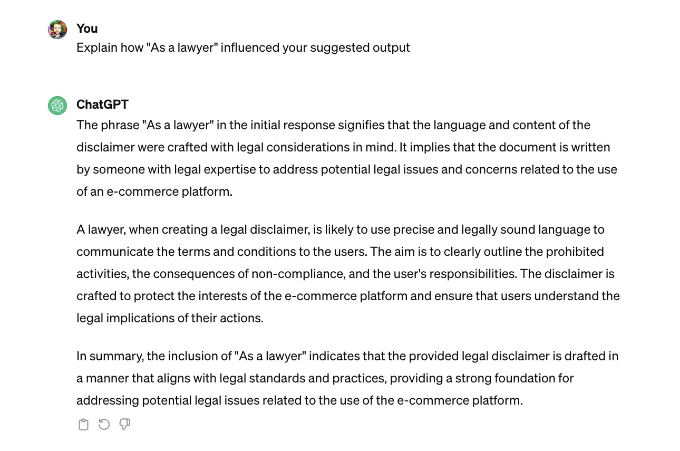 You
Explain how "As a lawyer" influenced your suggested output
ChatGPT
The phrase "As a lawyer" in the initial response signifies that the language and content of the
disclaimer were crafted with legal considerations in mind. It implies that the document is written
by someone with legal expertise to address potential legal issues and concerns related to the use
of an e-commerce platform.
A lawyer, when creating a legal disclaimer, is likely to use precise and legally sound language to
communicate the terms and conditions to the users. The aim is to clearly outline the prohibited
activities, the consequences of non-compliance, and the user's responsibilities. The disclaimer is
crafted to protect the interests of the e-commerce platform and ensure that users understand the
legal implications of their actions.
In summary, the inclusion of "As a lawyer" indicates that the provided legal disclaimer is drafted in
a manner that aligns with legal standards and practices, providing a strong foundation for
addressing potential legal issues related to the use of the e-commerce platform.